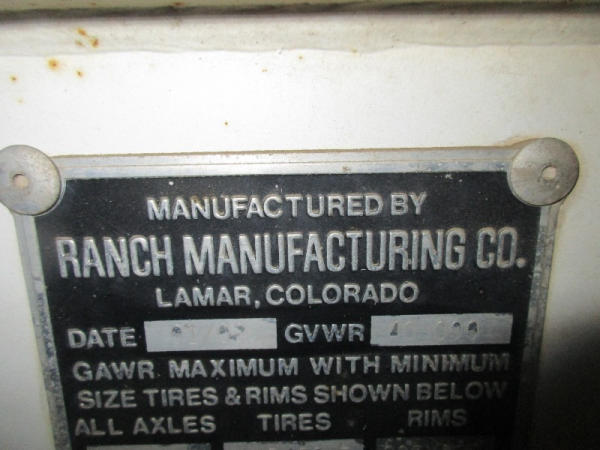 MANUFACTURED BY
RANCH MANUFACTURING CO.
LAMAR, COLORADO
DATE GVWR
GAWR MAXIMUM WITH MINIMUM
SIZE TIRES & RIMS SHOWN BELOW
ALL AXLES TIRES RIMS